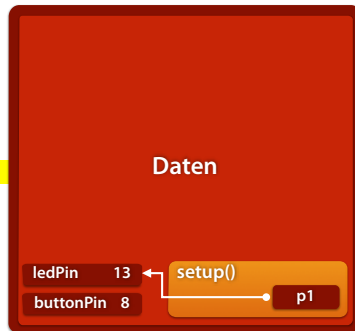 Daten
ledPin 13
setup()
p1
buttonPin 8